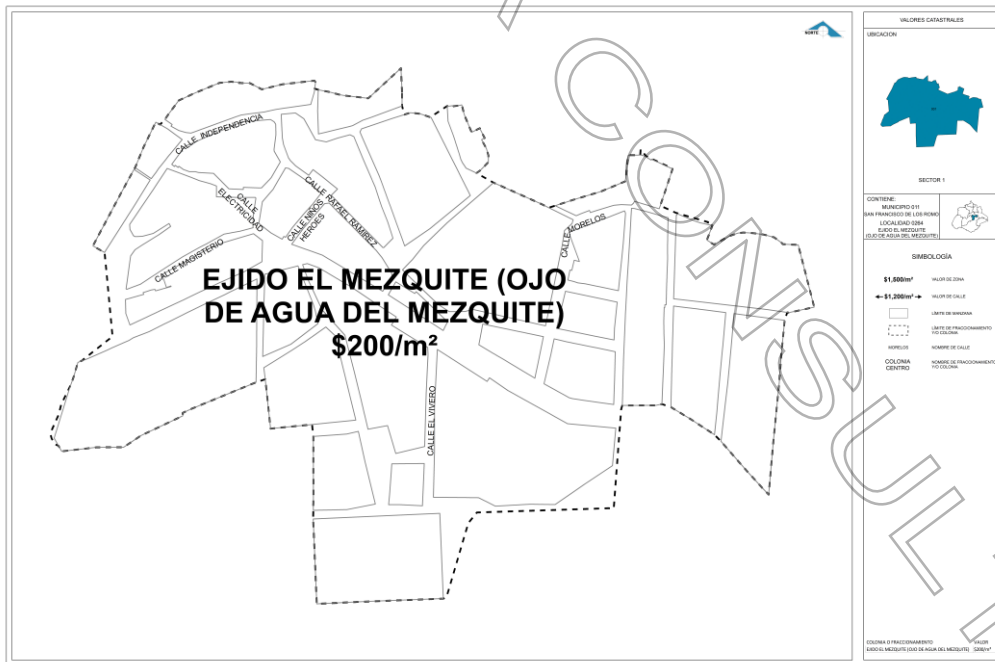 NORTE
CALLE INDEPENDENCIA
CALLE
ELECTRICIDAD
CALLE NIÑOS
HEROES
CALLE RAFAEL RAMIREZ
CALLE MAGISTERIO
CALLE MORELOS
EJIDO EL MEZQUITE (OJO
DE AGUA DEL MEZQUITE)
$200/m²
CALLE EL VIVERO
Y CONSULT
VALORES CATASTRALES
UBICACION
SECTOR 1
CONTIENE:
MUNICIPIO 011
SAN FRANCISCO DE LOS ROMO
LOCALIDAD 0264
EJIDO EL MEZQUITE
(OJO DE AGUA DEL MEZQUITE)
SIMBOLOGÍA
$1,800/m² VALOR DE ZONA
$1,200/m² VALOR DE CALLE
LÍMITE DE MANZANA
LÍMITE DE FRACCIONAMIENTO
Y/O COLONIA
MORELOS NOMBRE DE CALLE
COLONIA
CENTRO
NOMBRE DE FRACCIONAMIENTO
Y/O COLONIA
COLONIA O FRACCIONAMIENTO VALOR
EJIDO EL MEZQUITE (OJO DE AGUA DEL MEZQUITE) $200/m²